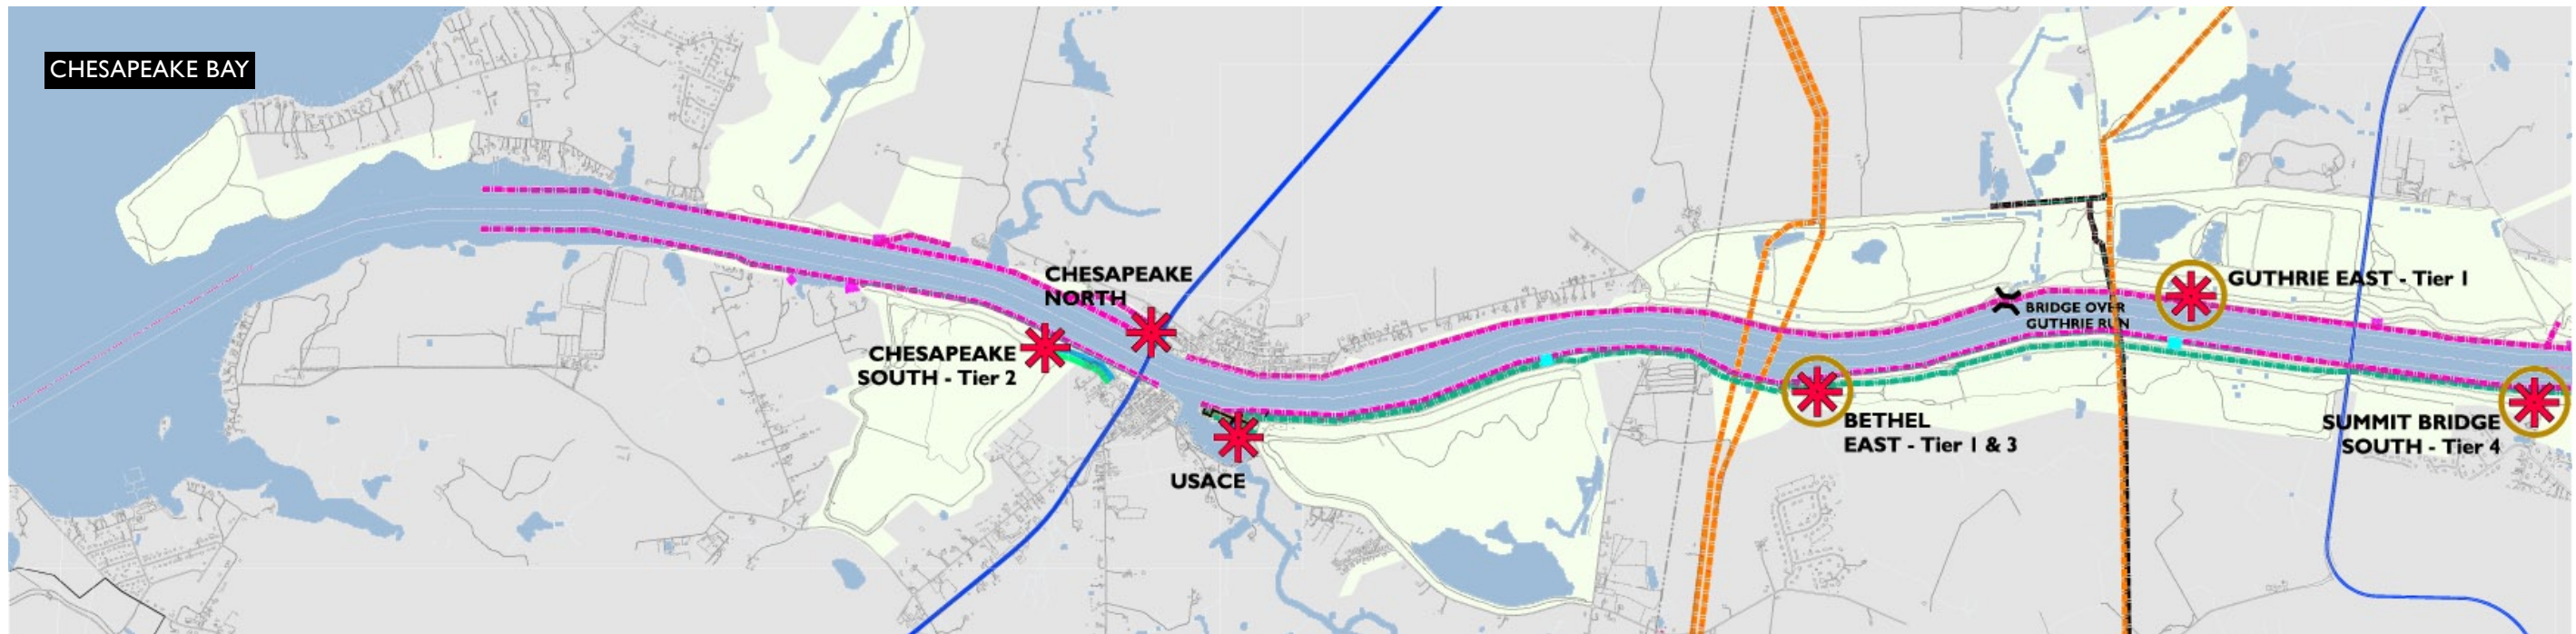 CHESAPEAKE BAY
CHESAPEAKE
NORTH
CHESAPEAKE
SOUTH - Tier 2
USACE
BRIDGE OVER
GUTHRIE RUN
GUTHRIE EAST - Tier 1
BETHEL
EAST - Tier 1 & 3
SUMMIT BRIDGE
SOUTH - Tier 4